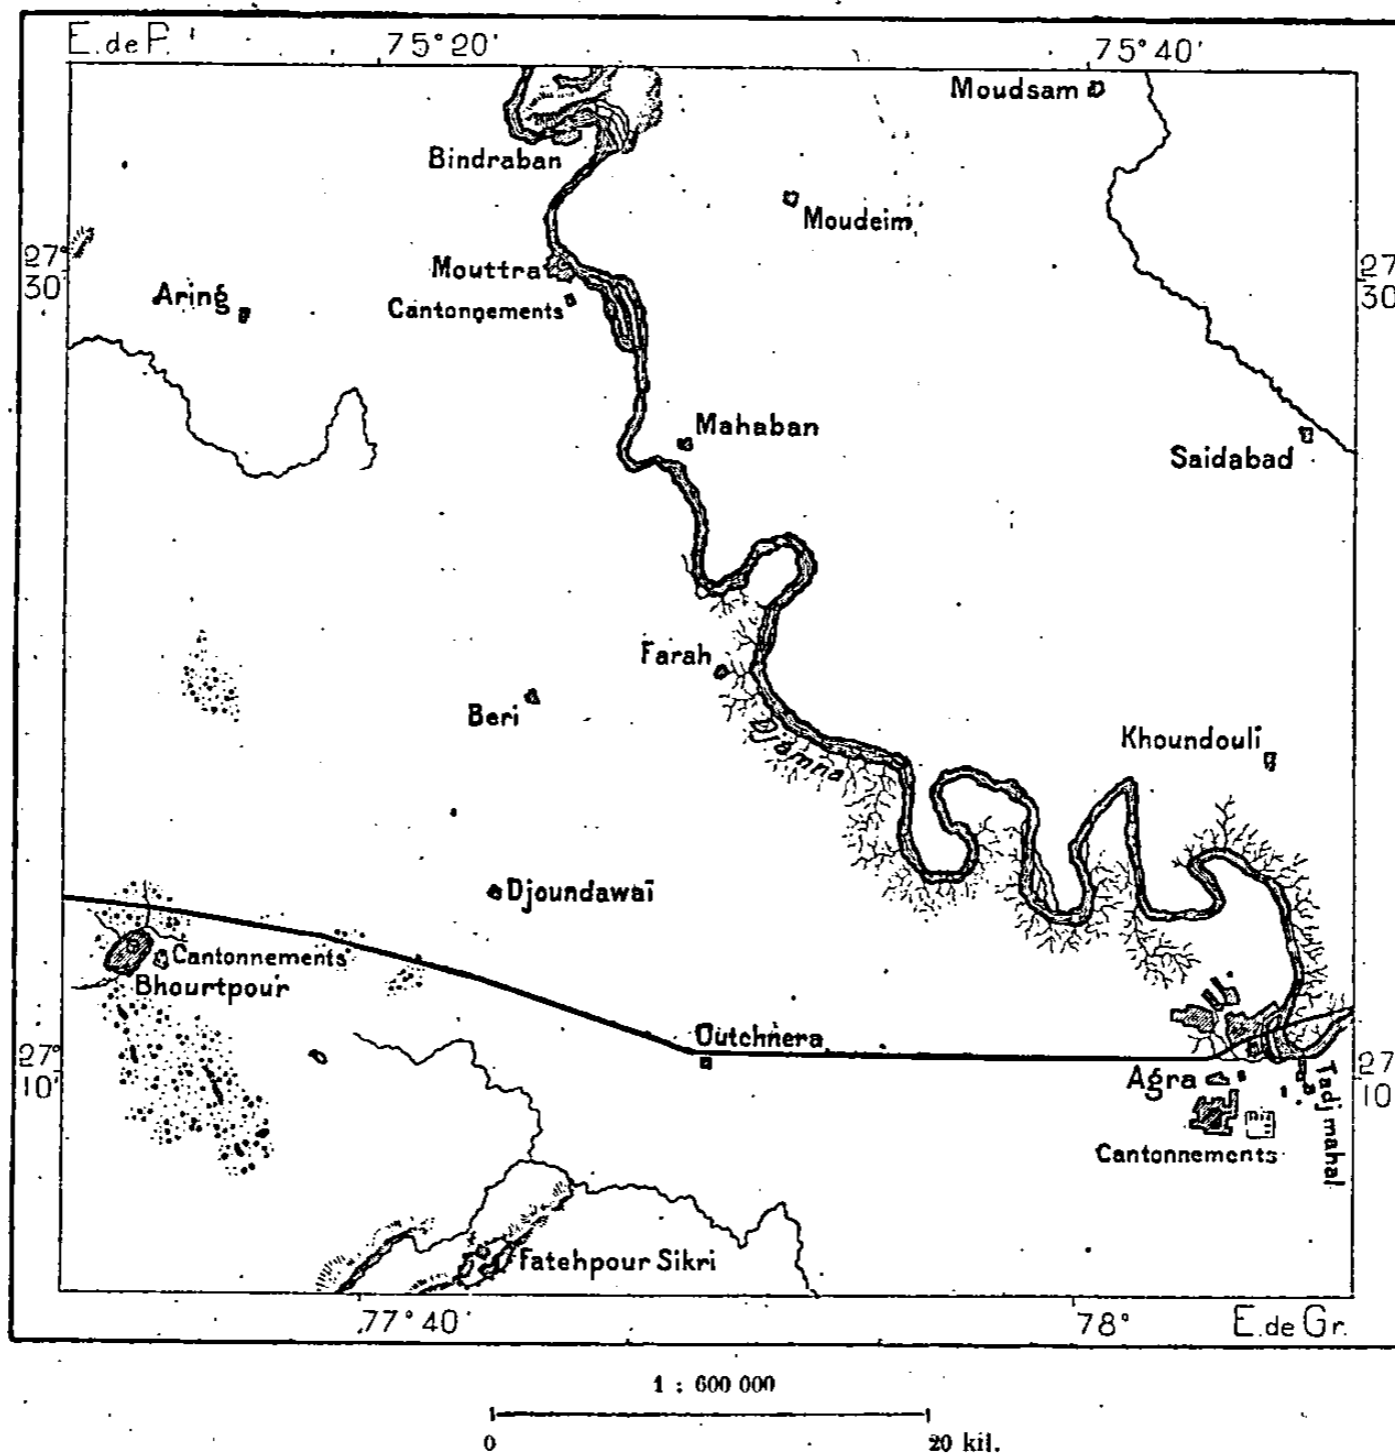 E. de P.
75° 20'
75° 40'
Moudsam
Bindraban
Moudeim
27°
30'
27°
30'
Mouttra
Aring
Cantonnements
Mahaban
Saidabad
Farah
Beri
Djamna
Khoundouli
Djoundawaï
Cantonnements
Bhourtpour
Outchnera
27°
10'
27°
10'
Agra
Tadj mahal
Cantonnements
Fatehpour Sikri
77° 40'
78°
E. de Gr.
1 : 600 000
0
20 kil.